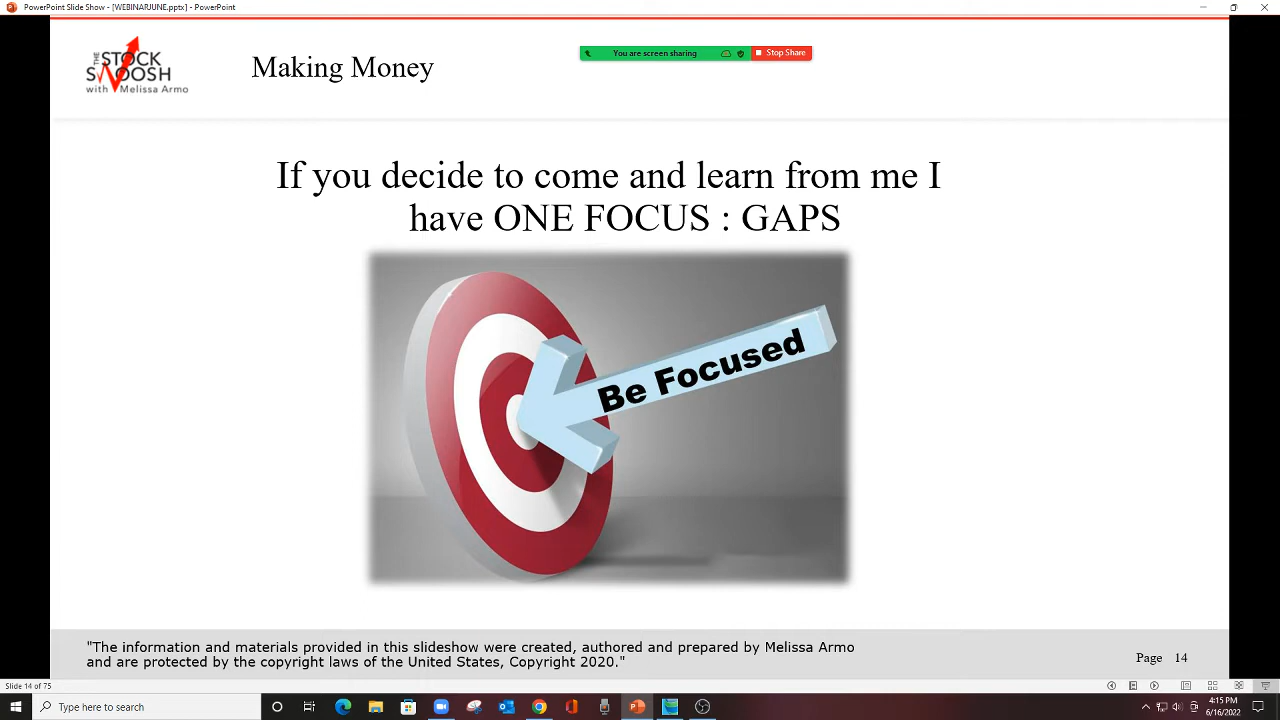 PowerPoint Slide Show - [WEBINARJUNE.pptx] - PowerPoint
You are screen sharing
Stop Share
THE STOCK
SWOOSH
with Melissa Armo
Making Money
If you decide to come and learn from me I
have ONE FOCUS : GAPS
Be Focused
"The information and materials provided in this slideshow were created, authored and prepared by Melissa Armo
and are protected by the copyright laws of the United States, Copyright 2020."
Page 14
Slide 14 of 75
Type here to search
4:15 PM
6/16/2022